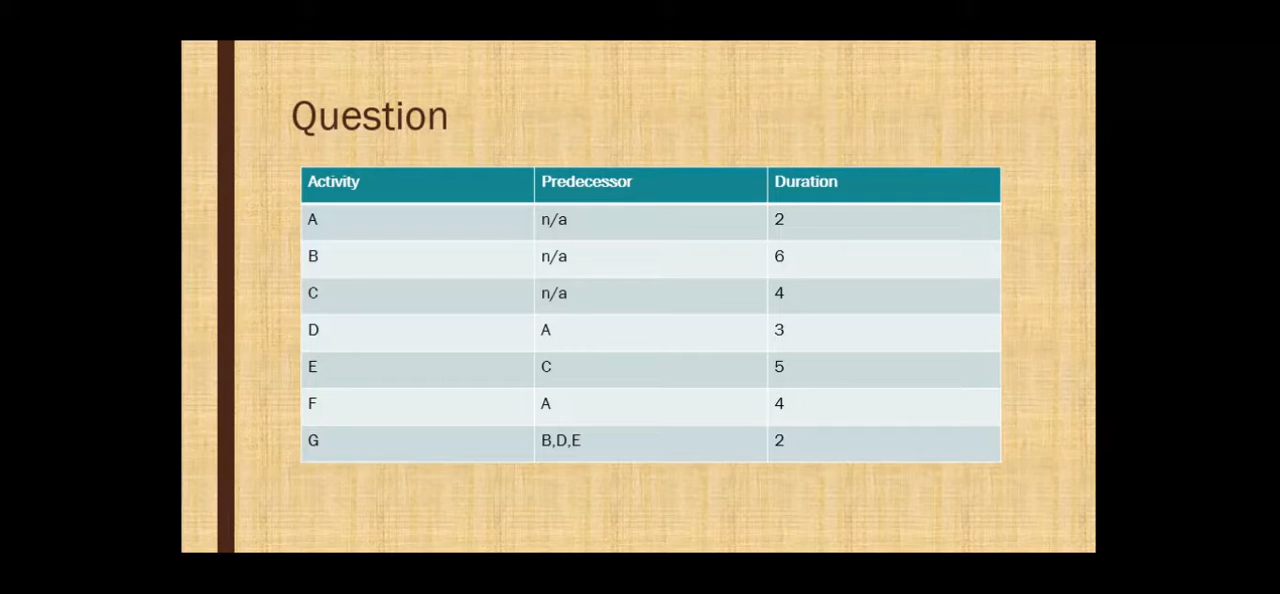 Question
Activity Predecessor Duration
A n/a 2
B n/a 6
C n/a 4
D A 3
E C 5
F A 4
G B,D,E 2